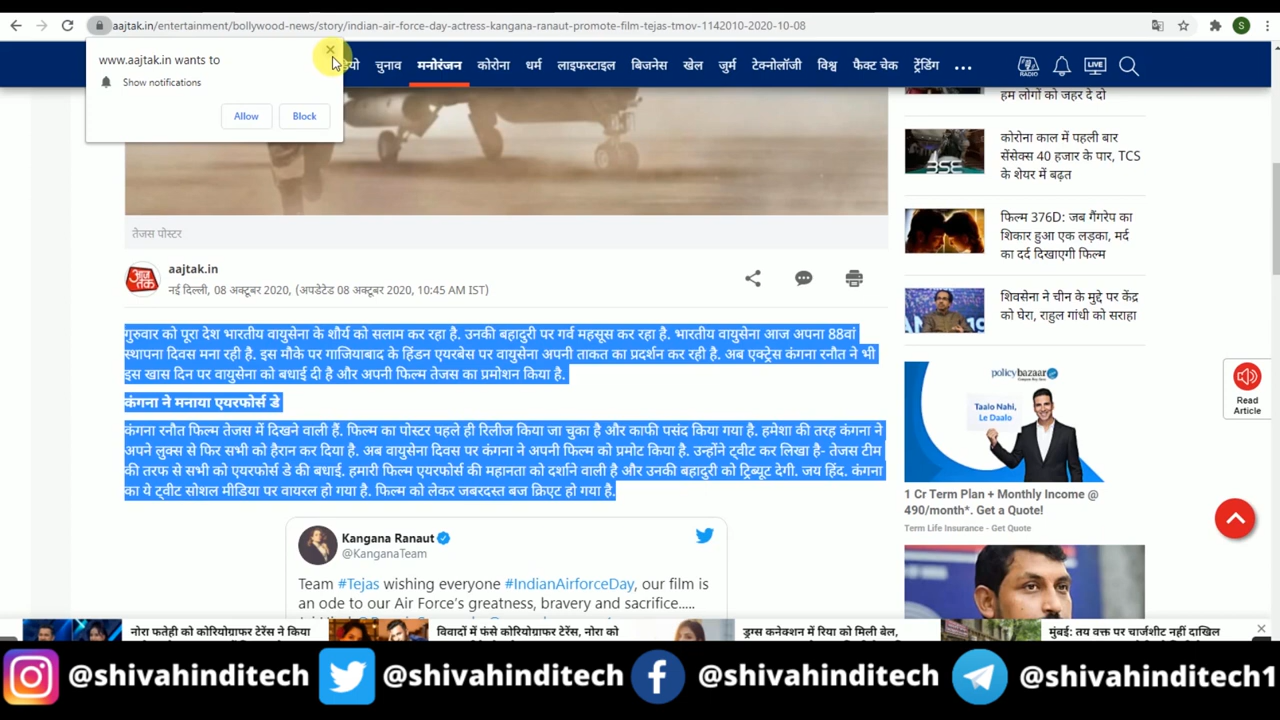 aajtak.in/entertainment/bollywood-news/story/indian-air-force-day-actress-kangana-ranaut-promote-film-tejas-tmov-1142010-2020-10-08
S
www.aajtak.in wants to
Show notifications
Allow
Block
चुनाव मनोरंजन कोरोना धर्म लाइफस्टाइल बिजनेस खेल जुर्म टेक्नोलॉजी विश्व फैक्ट चेक ट्रेंडिंग ...
RADIO
LIVE
हम लोगों को जहर दे दो
कोरोना काल में पहली बार
सेंसेक्स 40 हजार के पार, TCS
के शेयर में बढ़त
BSE
फिल्म 376D: जब गैंगरेप का
शिकार हुआ एक लड़का, मर्द
का दर्द दिखाएगी फिल्म
शिवसेना ने चीन के मुद्दे पर केंद्र
को घेरा, राहुल गांधी को सराहा
तेजस पोस्टर
आज तक
aajtak.in
नई दिल्ली, 08 अक्टूबर 2020, (अपडेटेड 08 अक्टूबर 2020, 10:45 AM IST)
गुरुवार को पूरा देश भारतीय वायुसेना के शौर्य को सलाम कर रहा है. उनकी बहादुरी पर गर्व महसूस कर रहा है. भारतीय वायुसेना आज अपना 88वां
स्थापना दिवस मना रही है. इस मौके पर गाजियाबाद के हिंडन एयरबेस पर वायुसेना अपनी ताकत का प्रदर्शन कर रही है. अब एक्ट्रेस कंगना रनौत ने भी
इस खास दिन पर वायुसेना को बधाई दी है और अपनी फिल्म तेजस का प्रमोशन किया है.
कंगना ने मनाया एयरफोर्स डे
कंगना रनौत फिल्म तेजस में दिखने वाली हैं. फिल्म का पोस्टर पहले ही रिलीज किया जा चुका है और काफी पसंद किया गया है. हमेशा की तरह कंगना ने
अपने लुक्स से फिर सभी को हैरान कर दिया है. अब वायुसेना दिवस पर कंगना ने अपनी फिल्म को प्रमोट किया है. उन्होंने ट्वीट कर लिखा है- तेजस टीम
की तरफ से सभी को एयरफोर्स डे की बधाई. हमारी फिल्म एयरफोर्स की महानता को दर्शाने वाली है और उनकी बहादुरी को ट्रिब्यूट देगी. जय हिंद. कंगना
का ये ट्वीट सोशल मीडिया पर वायरल हो गया है. फिल्म को लेकर जबरदस्त बज क्रिएट हो गया है.
policybazaar
Taalo Nahi,
Le Daalo
1 Cr Term Plan + Monthly Income @
490/month*. Get a Quote!
Term Life Insurance - Get Quote
Read
Article
Kangana Ranaut
@KanganaTeam
Team #Tejas wishing everyone #IndianAirforceDay, our film is
an ode to our Air Force's greatness, bravery and sacrifice.....
नोरा फतेही को कोरियोग्राफर टेरेंस ने किया
विवादों में फंसे कोरियोग्राफर टेरेंस, नोरा को
ड्रग्स कनेक्शन में रिया को मिली बेल,
मुंबई: तय वक्त पर चार्जशीट नहीं दाखिल
@shivahinditech @shivahinditech @shivahinditech @shivahinditech1